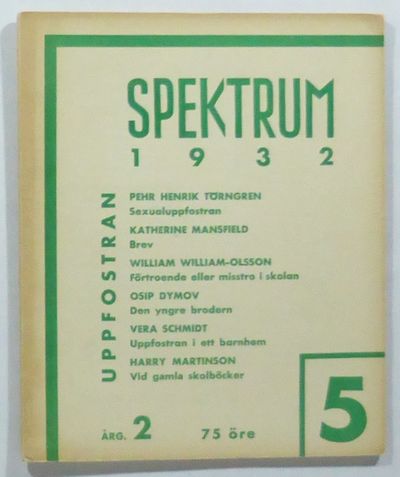 SPEKTRUM
1932
UPPFOSTRAN
PEHR HENRIK TÖRNGREN
Sexualuppfostran
KATHERINE MANSFIELD
Brev
WILLIAM WILLIAM-OLSSON
Förtroende eller misstro i skolan
OSIP DYMOV
Den yngre brodern
VERA SCHMIDT
Uppfostran i ett barnhem
HARRY MARTINSON
Vid gamla skolböcker
ÅRG. 2 75 öre
5